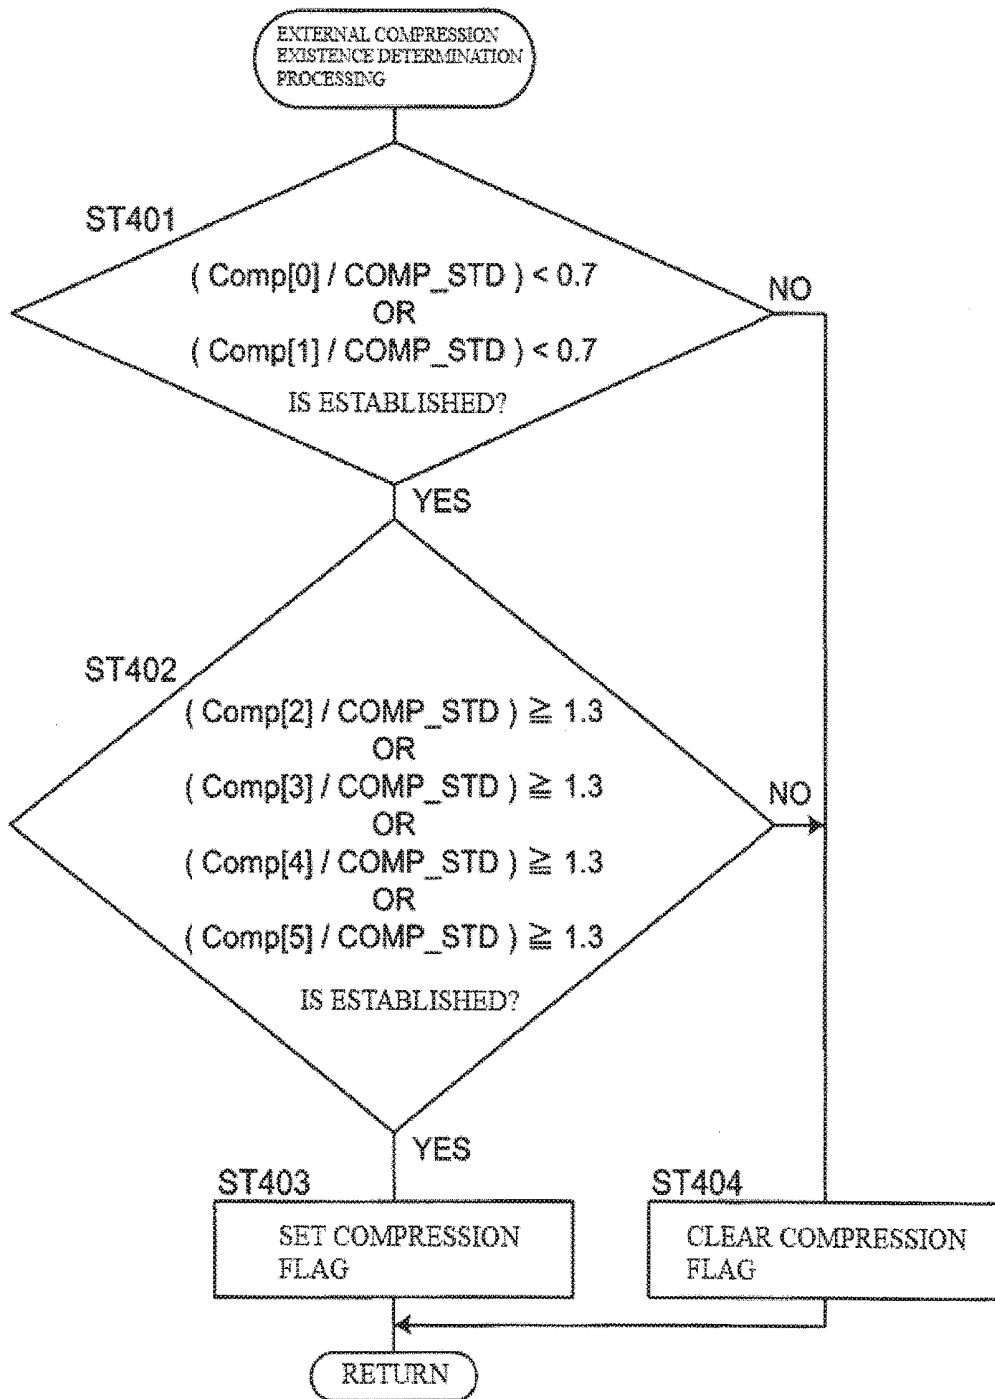 EXTERNAL COMPRESSION
EXISTENCE DETERMINATION
PROCESSING
ST401
( Comp[0] / COMP_STD ) < 0.7
OR
( Comp[1] / COMP_STD ) < 0.7
IS ESTABLISHED?
NO
YES
ST402
( Comp[2] / COMP_STD ) ≧ 1.3
OR
( Comp[3] / COMP_STD ) ≧ 1.3
OR
( Comp[4] / COMP_STD ) ≧ 1.3
OR
( Comp[5] / COMP_STD ) ≧ 1.3
IS ESTABLISHED?
NO
YES
ST403
SET COMPRESSION
FLAG
ST404
CLEAR COMPRESSION
FLAG
RETURN